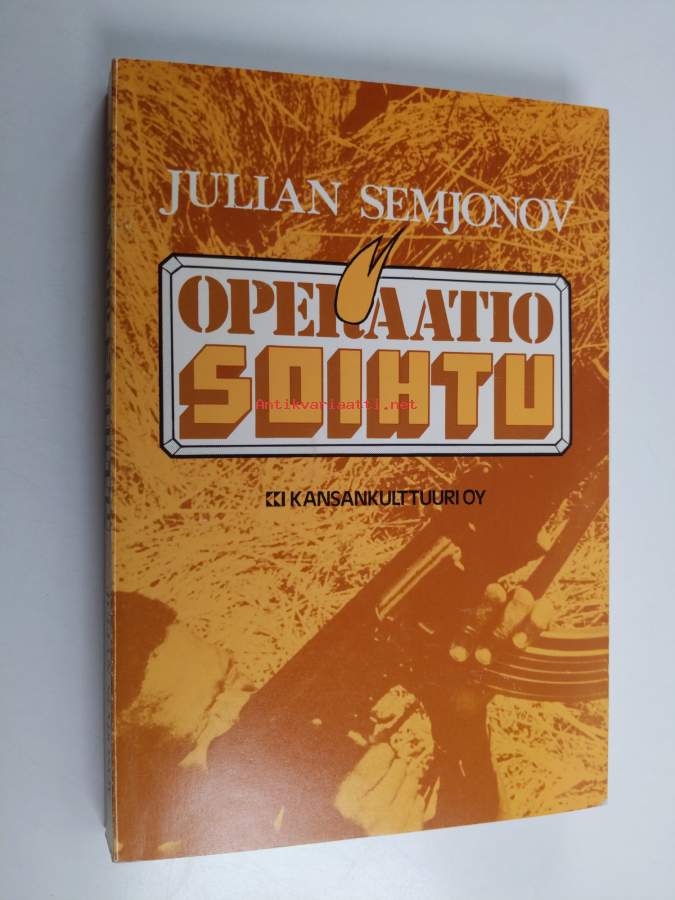 JULIAN SEMJONOV
OPERAATIO
SOIHTU
Antikvariaatti.net
KANSANKULTTUURI OY